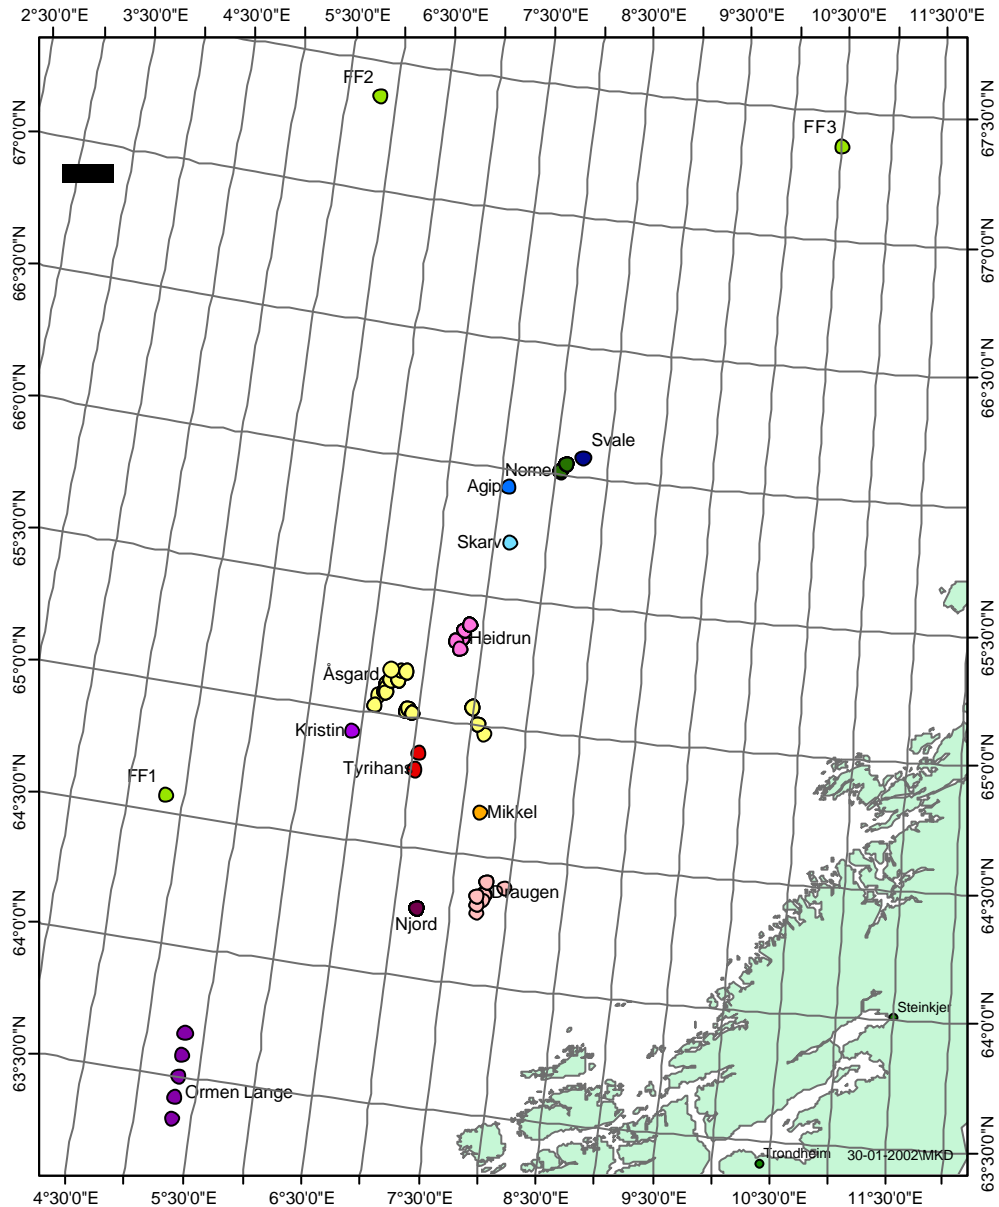 2°30'0"E 3°30'0"E 4°30'0"E 5°30'0"E 6°30'0"E 7°30'0"E 8°30'0"E 9°30'0"E 10°30'0"E 11°30'0"E
FF2
67°30'0"N
FF3
67°0'0"N
67°0'0"N
66°30'0"N
66°30'0"N
66°0'0"N
Svale
Norne
Agip
66°0'0"N
65°30'0"N
Skarv
Heidrun
65°30'0"N
65°0'0"N
Åsgard
Kristin
65°0'0"N
Tyrihans
FF1
64°30'0"N
Mikkel
Draugen
64°30'0"N
64°0'0"N
Njord
Steinkjer
64°0'0"N
63°30'0"N
Ormen Lange
63°30'0"N
Trondheim
30-01-2002\MKD
4°30'0"E 5°30'0"E 6°30'0"E 7°30'0"E 8°30'0"E 9°30'0"E 10°30'0"E 11°30'0"E